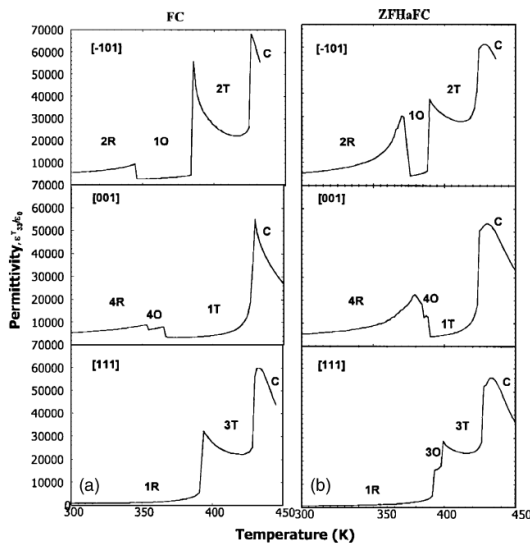 FC
ZFHaFC
70000
60000
50000
40000
30000
20000
10000
70000
60000
50000
40000
30000
20000
10000
70000
60000
50000
40000
30000
20000
10000
0
Permittivity, εᵀ₃₃/ε₀
[-101]
2R
1O
2T
C
[-101]
2R
1O
2T
C
[001]
4R
4O
1T
C
[001]
4R
4O
1T
C
[111]
1R
3T
C
[111]
1R
3O
3T
C
(a)
(b)
300
350
400
450
300
350
400
450
Temperature (K)